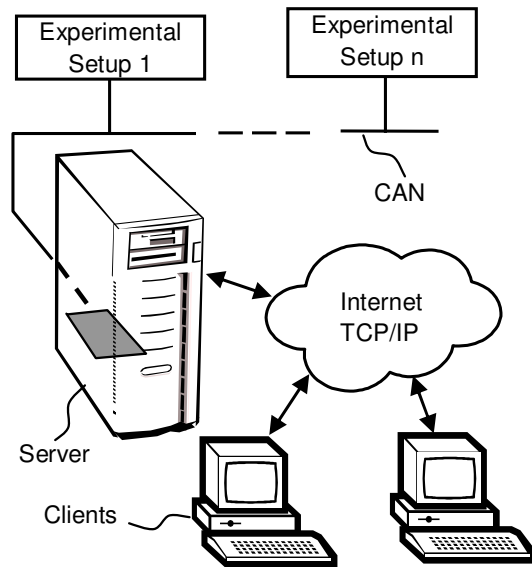 Experimental
Setup 1
Experimental
Setup n
CAN
Internet
TCP/IP
Server
Clients